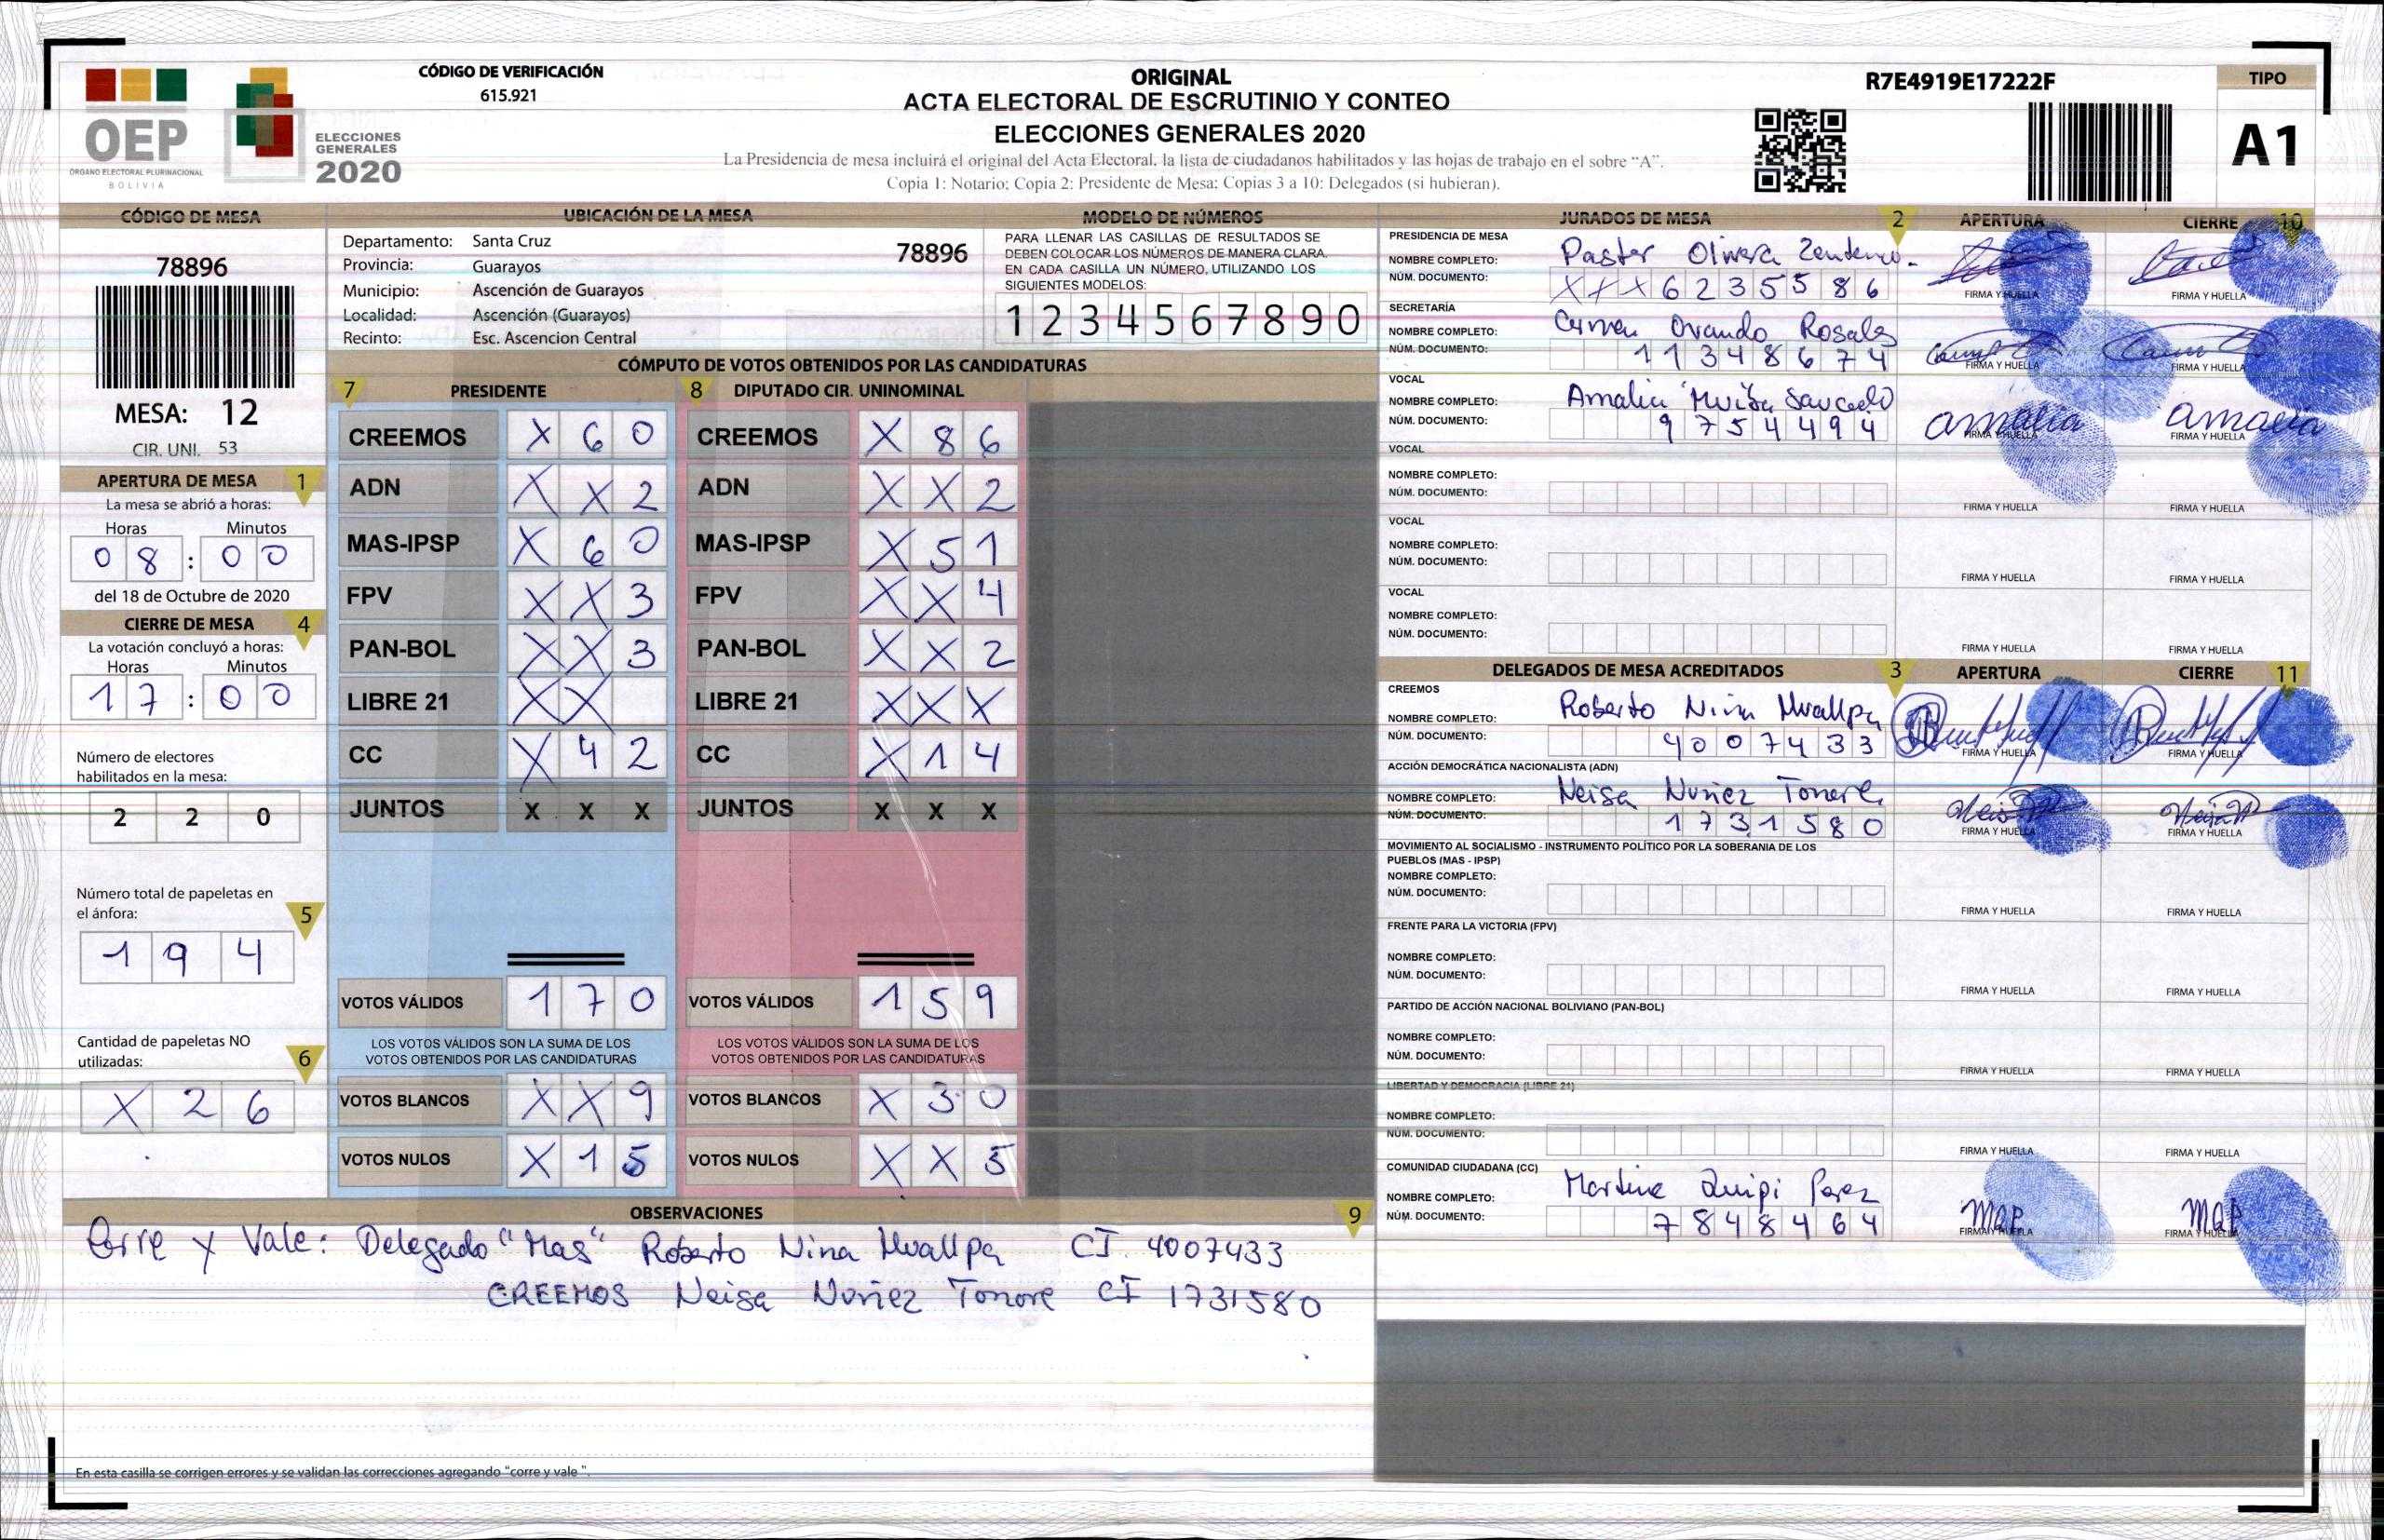 CÓDIGO DE VERIFICACIÓN
615.921
ORIGINAL
ACTA ELECTORAL DE ESCRUTINIO Y CONTEO
ELECCIONES GENERALES 2020
La Presidencia de mesa incluirá el original del Acta Electoral, la lista de ciudadanos habilitados y las hojas de trabajo en el sobre “A”.
Copia 1: Notario; Copia 2: Presidente de Mesa; Copias 3 a 10: Delegados (si hubieran).
R7E4919E17222F
TIPO
A1
OEP
ÓRGANO ELECTORAL PLURINACIONAL
BOLIVIA
ELECCIONES
GENERALES
2020
CÓDIGO DE MESA
78896
MESA: 12
CIR. UNI. 53
APERTURA DE MESA 1
La mesa se abrió a horas:
Horas Minutos
0 8 : 0 0
del 18 de Octubre de 2020
CIERRE DE MESA 4
La votación concluyó a horas:
Horas Minutos
1 7 : 0 0
Número de electores
habilitados en la mesa:
2 2 0
Número total de papeletas en
el ánfora: 5
1 9 4
Cantidad de papeletas NO
utilizadas: 6
X 2 6
UBICACIÓN DE LA MESA
Departamento: Santa Cruz 78896
Provincia: Guarayos
Municipio: Ascención de Guarayos
Localidad: Ascención (Guarayos)
Recinto: Esc. Ascencion Central
MODELO DE NÚMEROS
PARA LLENAR LAS CASILLAS DE RESULTADOS SE
DEBEN COLOCAR LOS NÚMEROS DE MANERA CLARA.
EN CADA CASILLA UN NÚMERO, UTILIZANDO LOS
SIGUIENTES MODELOS:
1 2 3 4 5 6 7 8 9 0
CÓMPUTO DE VOTOS OBTENIDOS POR LAS CANDIDATURAS
7 PRESIDENTE 8 DIPUTADO CIR. UNINOMINAL
CREEMOS X 6 0 CREEMOS X 8 6
ADN X X 2 ADN X X 2
MAS-IPSP X 6 0 MAS-IPSP X 5 1
FPV X X 3 FPV X X 4
PAN-BOL X X 3 PAN-BOL X X 2
LIBRE 21 X X LIBRE 21 X X X
CC X 4 2 CC X 1 4
JUNTOS X X X JUNTOS X X X
VOTOS VÁLIDOS 1 7 0 VOTOS VÁLIDOS 1 5 9
LOS VOTOS VÁLIDOS SON LA SUMA DE LOS LOS VOTOS VÁLIDOS SON LA SUMA DE LOS
VOTOS OBTENIDOS POR LAS CANDIDATURAS VOTOS OBTENIDOS POR LAS CANDIDATURAS
VOTOS BLANCOS X X 9 VOTOS BLANCOS X 3 0
VOTOS NULOS X 1 5 VOTOS NULOS X X 5
OBSERVACIONES 9
Corre y Vale: Delegado "Mas" Roberto Nina Huallpa CI 4007433
CREEMOS Neisa Nuñez Tonore CI 1731580
En esta casilla se corrigen errores y se validan las correcciones agregando “corre y vale ”.
JURADOS DE MESA 2 APERTURA CIERRE 10
PRESIDENCIA DE MESA
NOMBRE COMPLETO: Paster Olivera Zenteno
NÚM. DOCUMENTO: X X X 6 2 3 5 5 8 6 FIRMA Y HUELLA FIRMA Y HUELLA
SECRETARÍA
NOMBRE COMPLETO: Carmen Ovando Rosales
NÚM. DOCUMENTO: 1 1 3 4 8 6 7 4 FIRMA Y HUELLA FIRMA Y HUELLA
VOCAL
NOMBRE COMPLETO: Amalia Saucedo amalia amalia
NÚM. DOCUMENTO: 9 7 5 4 4 9 4 FIRMA Y HUELLA FIRMA Y HUELLA
VOCAL
NOMBRE COMPLETO:
NÚM. DOCUMENTO: FIRMA Y HUELLA FIRMA Y HUELLA
VOCAL
NOMBRE COMPLETO:
NÚM. DOCUMENTO: FIRMA Y HUELLA FIRMA Y HUELLA
VOCAL
NOMBRE COMPLETO:
NÚM. DOCUMENTO: FIRMA Y HUELLA FIRMA Y HUELLA
DELEGADOS DE MESA ACREDITADOS 3 APERTURA CIERRE 11
CREEMOS
NOMBRE COMPLETO: Roberto Nina Huallpa
NÚM. DOCUMENTO: 4 0 0 7 4 3 3 FIRMA Y HUELLA FIRMA Y HUELLA
ACCIÓN DEMOCRÁTICA NACIONALISTA (ADN)
NOMBRE COMPLETO: Neisa Nuñez Tonore
NÚM. DOCUMENTO: 1 7 3 1 5 8 0 FIRMA Y HUELLA FIRMA Y HUELLA
MOVIMIENTO AL SOCIALISMO - INSTRUMENTO POLÍTICO POR LA SOBERANIA DE LOS
PUEBLOS (MAS - IPSP)
NOMBRE COMPLETO:
NÚM. DOCUMENTO: FIRMA Y HUELLA FIRMA Y HUELLA
FRENTE PARA LA VICTORIA (FPV)
NOMBRE COMPLETO:
NÚM. DOCUMENTO: FIRMA Y HUELLA FIRMA Y HUELLA
PARTIDO DE ACCIÓN NACIONAL BOLIVIANO (PAN-BOL)
NOMBRE COMPLETO:
NÚM. DOCUMENTO: FIRMA Y HUELLA FIRMA Y HUELLA
LIBERTAD Y DEMOCRACIA (LIBRE 21)
NOMBRE COMPLETO:
NÚM. DOCUMENTO: FIRMA Y HUELLA FIRMA Y HUELLA
COMUNIDAD CIUDADANA (CC)
NOMBRE COMPLETO: Martine Quipi Perez
NÚM. DOCUMENTO: 7 8 4 8 4 6 4 FIRMA Y HUELLA FIRMA Y HUELLA